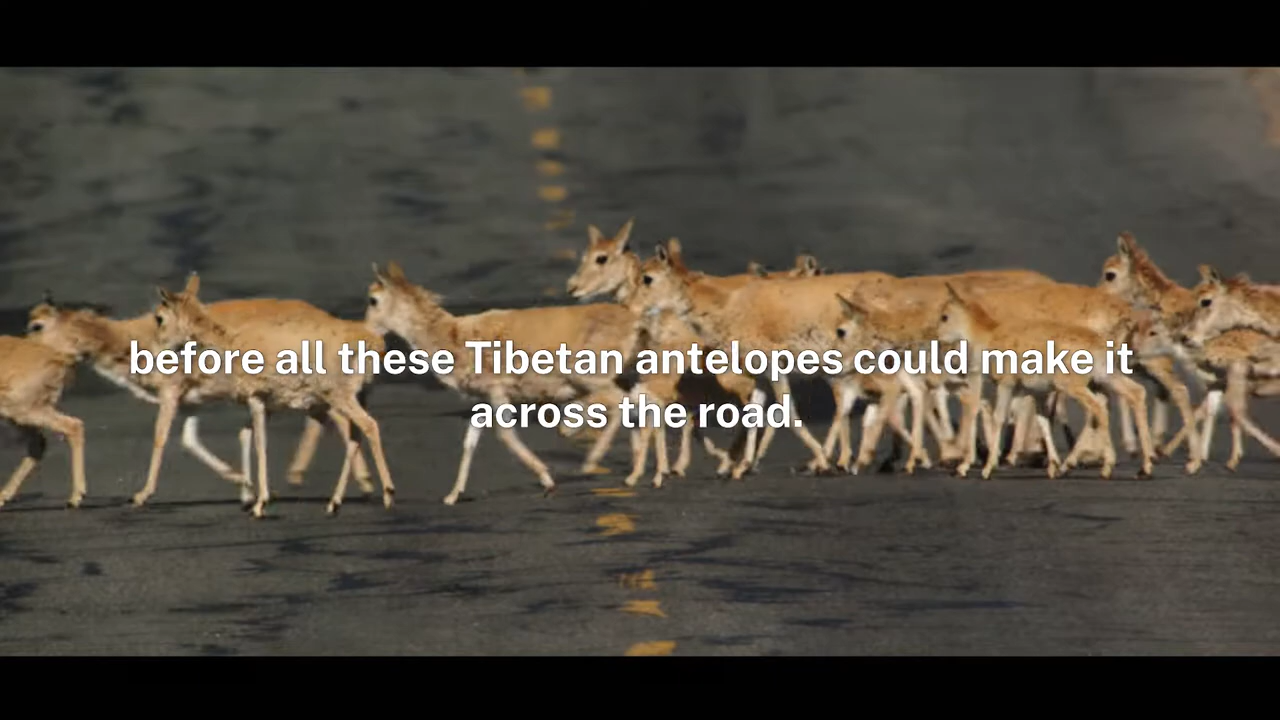 before all these Tibetan antelopes could make it
across the road.